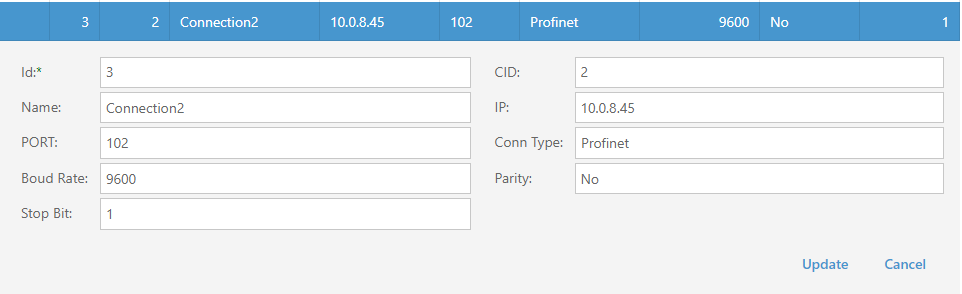 3 2 Connection2 10.0.8.45 102 Profinet 9600 No 1
Id:* 3 CID: 2
Name: Connection2 IP: 10.0.8.45
PORT: 102 Conn Type: Profinet
Boud Rate: 9600 Parity: No
Stop Bit: 1
Update Cancel